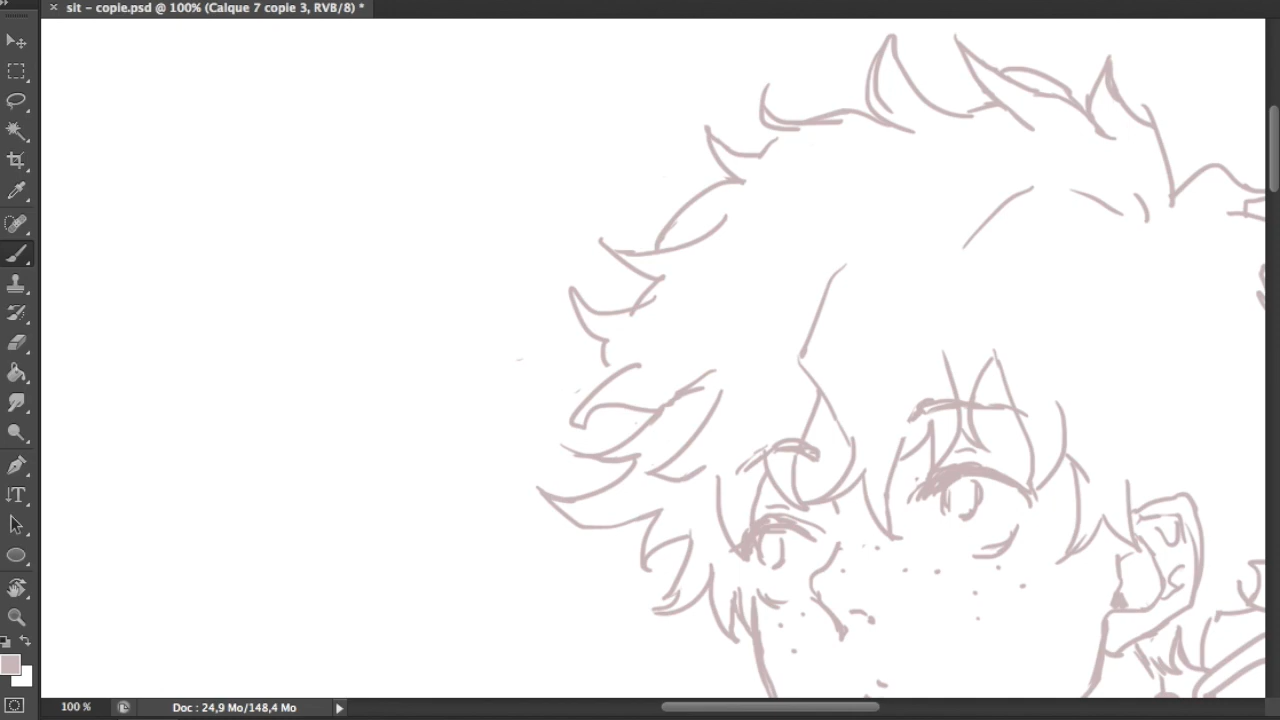 sit - copie.psd @ 100% (Calque 7 copie 3, RVB/8) *
100 %
Doc : 24,9 Mo/148,4 Mo